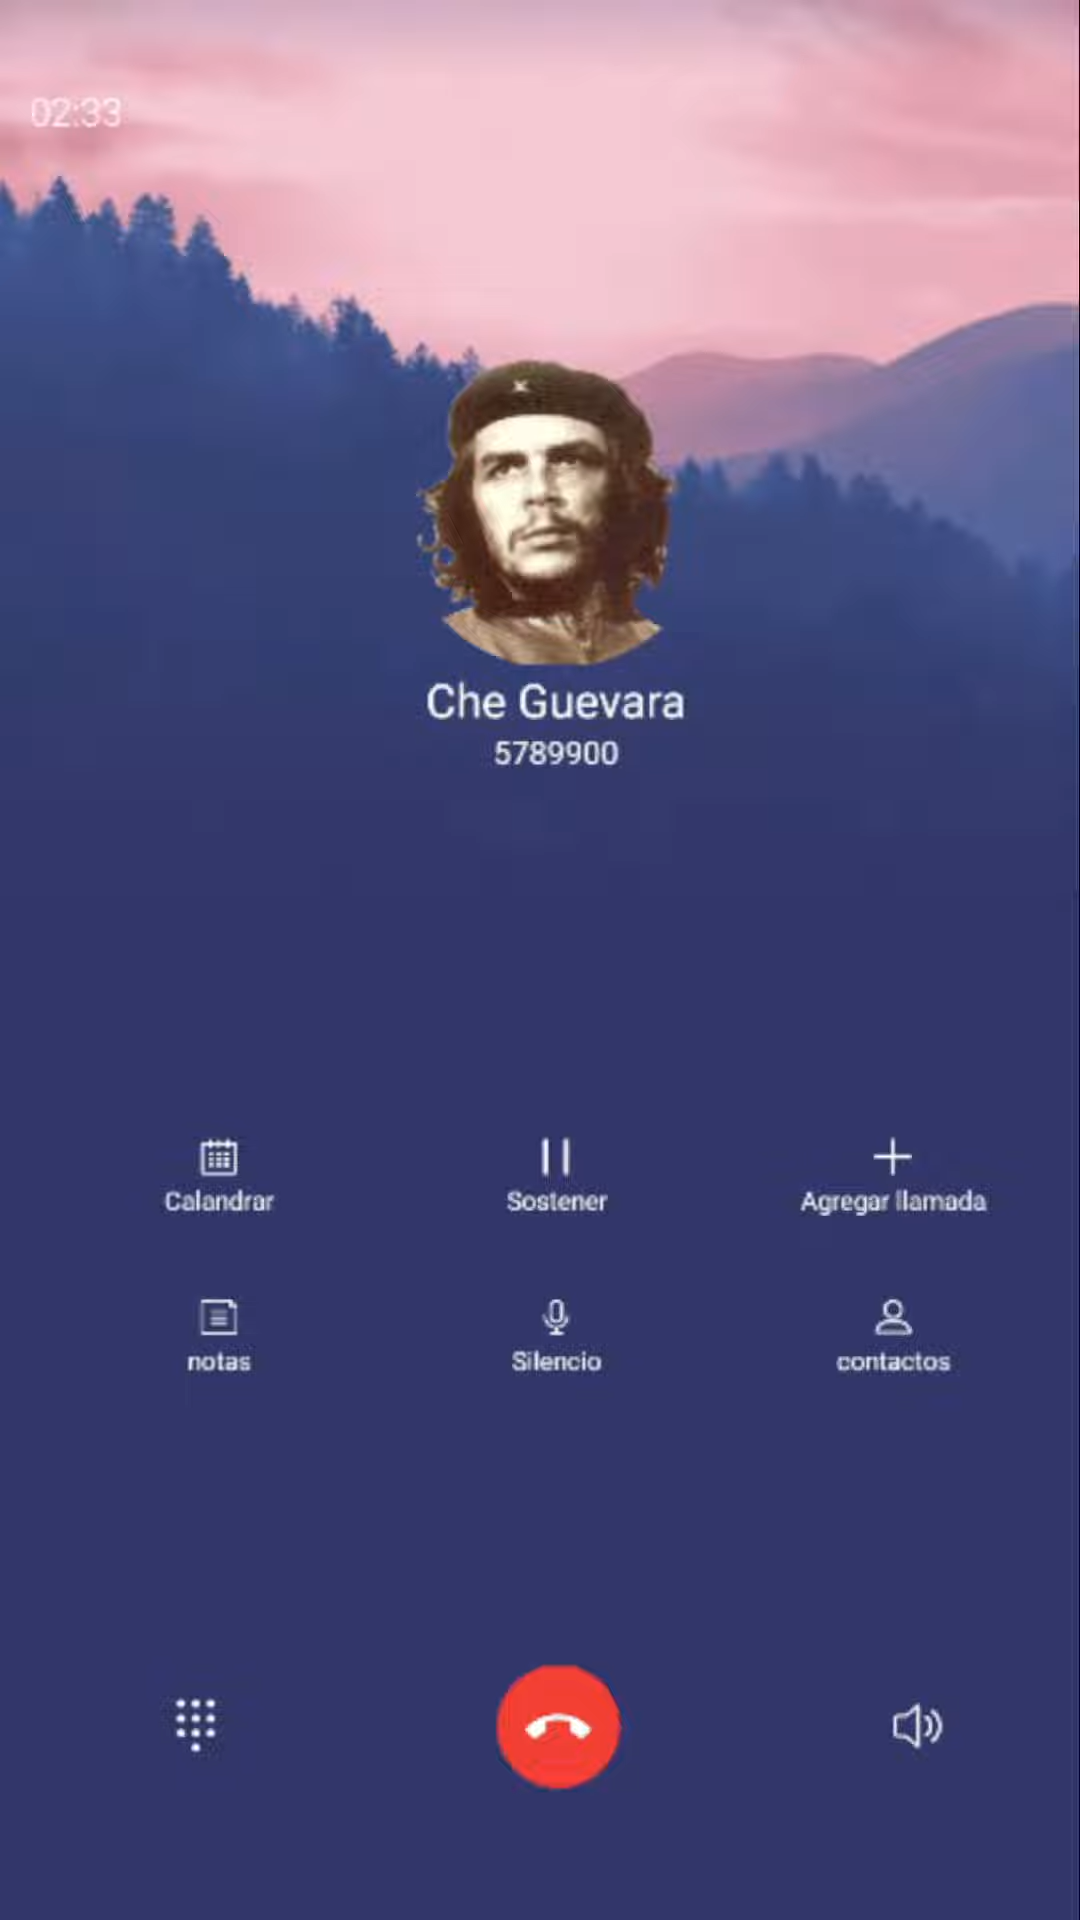 02:33
Che Guevara
5789900
Calandrar
Sostener
Agregar llamada
notas
Silencio
contactos